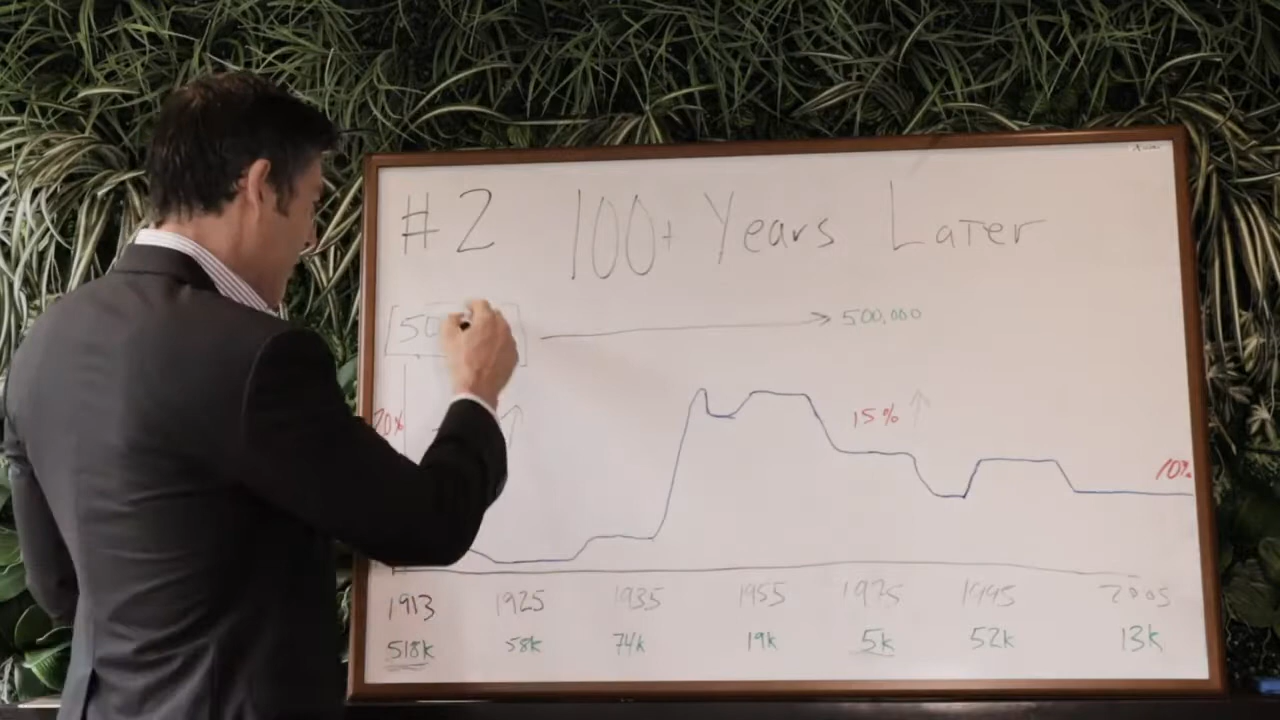 #2 100+ Years Later
500,000
20%
15%
10%
1913 1925 1935 1955 1975 1995 2005
518k 58k 74k 19k 5k 52k 13k